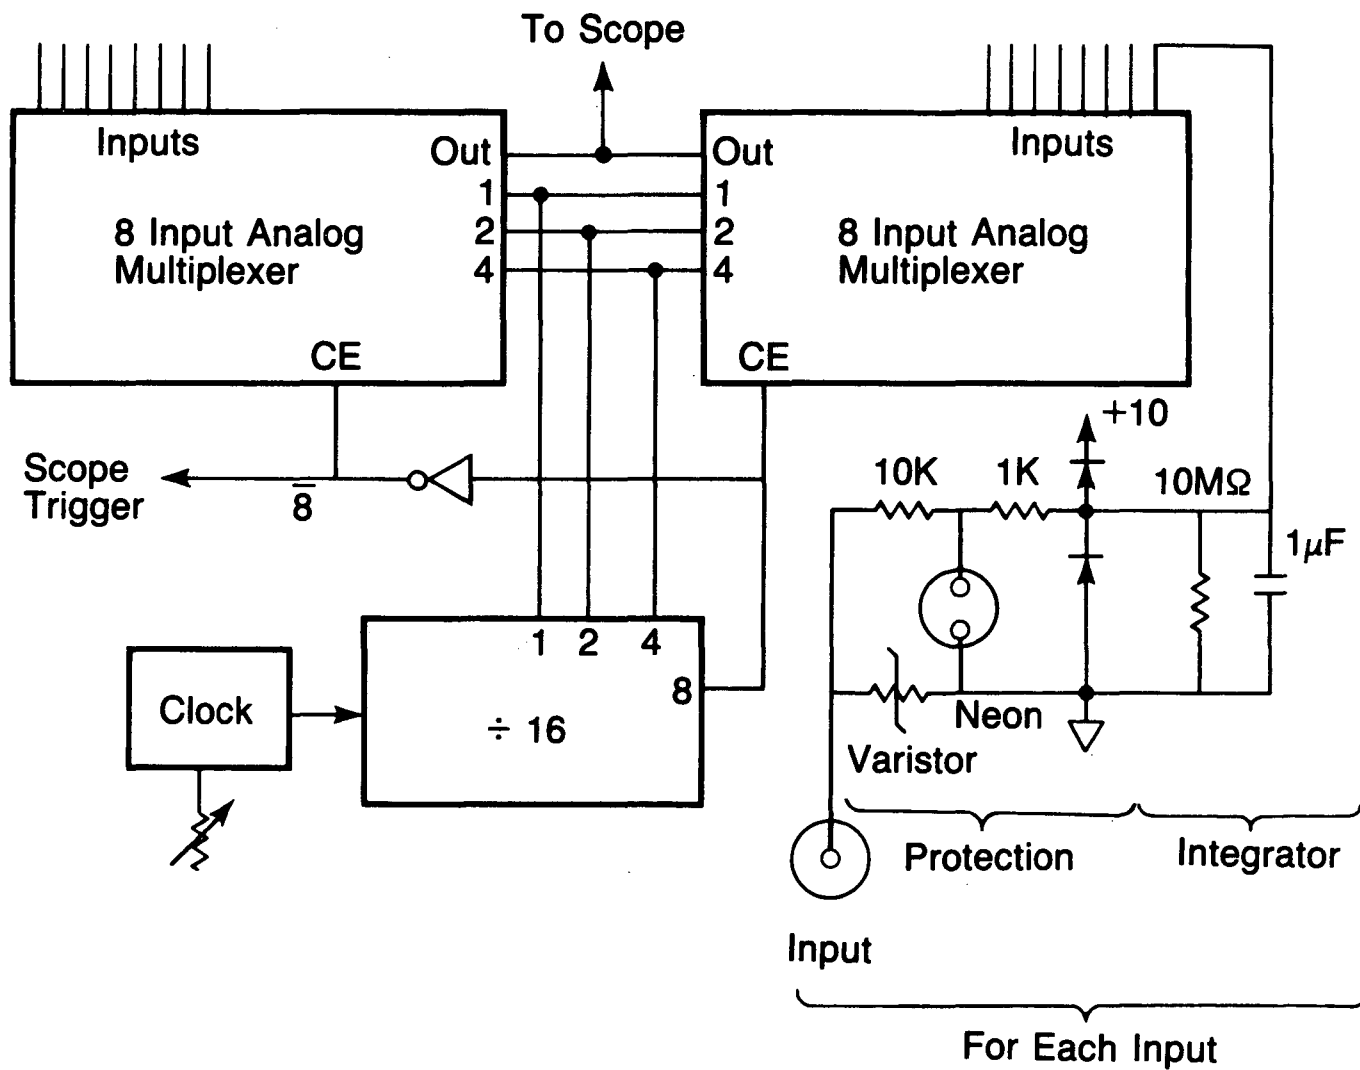 To Scope
Inputs
Out
Out
Inputs
1
1
8 Input Analog
Multiplexer
2
2
8 Input Analog
Multiplexer
4
4
CE
CE
+10
Scope
Trigger
8̅
10K
1K
10MΩ
1μF
1
2
4
8
Clock
÷ 16
Neon
Varistor
Protection
Integrator
Input
For Each Input